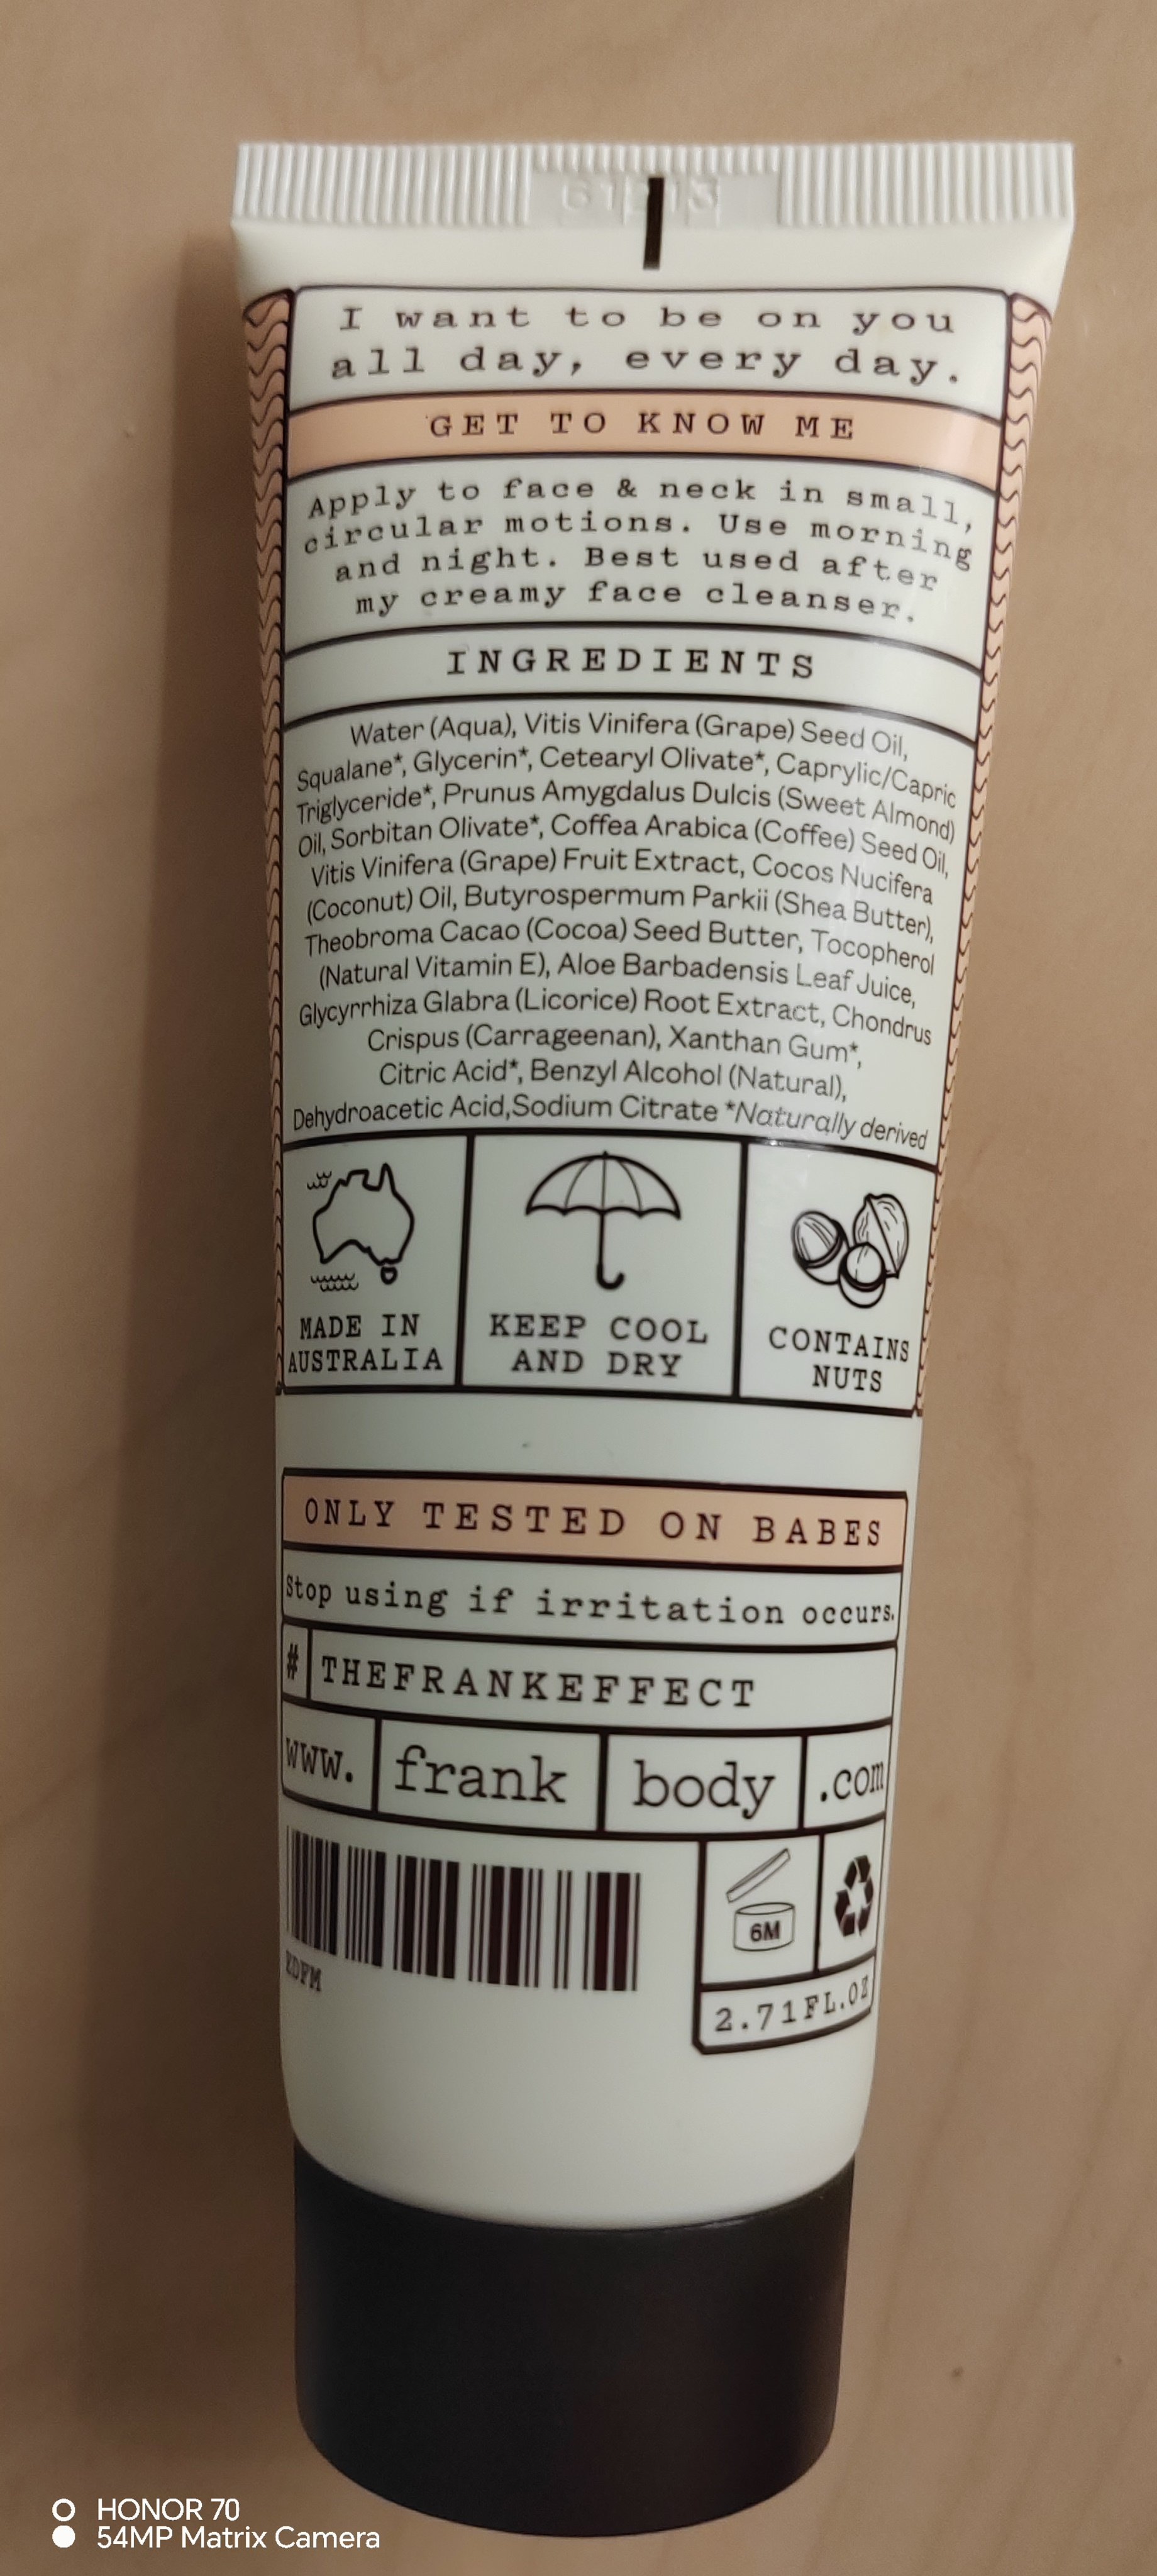 I want to be on you
all day, every day.
GET TO KNOW ME
Apply to face & neck in small,
circular motions. Use morning
and night. Best used after
my creamy face cleanser.
INGREDIENTS
Water (Aqua), Vitis Vinifera (Grape) Seed Oil,
Squalane*, Glycerin*, Cetearyl Olivate*, Caprylic/Capric
Triglyceride*, Prunus Amygdalus Dulcis (Sweet Almond)
Oil, Sorbitan Olivate*, Coffea Arabica (Coffee) Seed Oil,
Vitis Vinifera (Grape) Fruit Extract, Cocos Nucifera
(Coconut) Oil, Butyrospermum Parkii (Shea Butter),
Theobroma Cacao (Cocoa) Seed Butter, Tocopherol
(Natural Vitamin E), Aloe Barbadensis Leaf Juice,
Glycyrrhiza Glabra (Licorice) Root Extract, Chondrus
Crispus (Carrageenan), Xanthan Gum*,
Citric Acid*, Benzyl Alcohol (Natural),
Dehydroacetic Acid,Sodium Citrate *Naturally derived
MADE IN
AUSTRALIA
KEEP COOL
AND DRY
CONTAINS
NUTS
ONLY TESTED ON BABES
Stop using if irritation occurs.
# THEFRANKEFFECT
www. frank body .com
6M
2.71FL.OZ
HONOR 70
54MP Matrix Camera